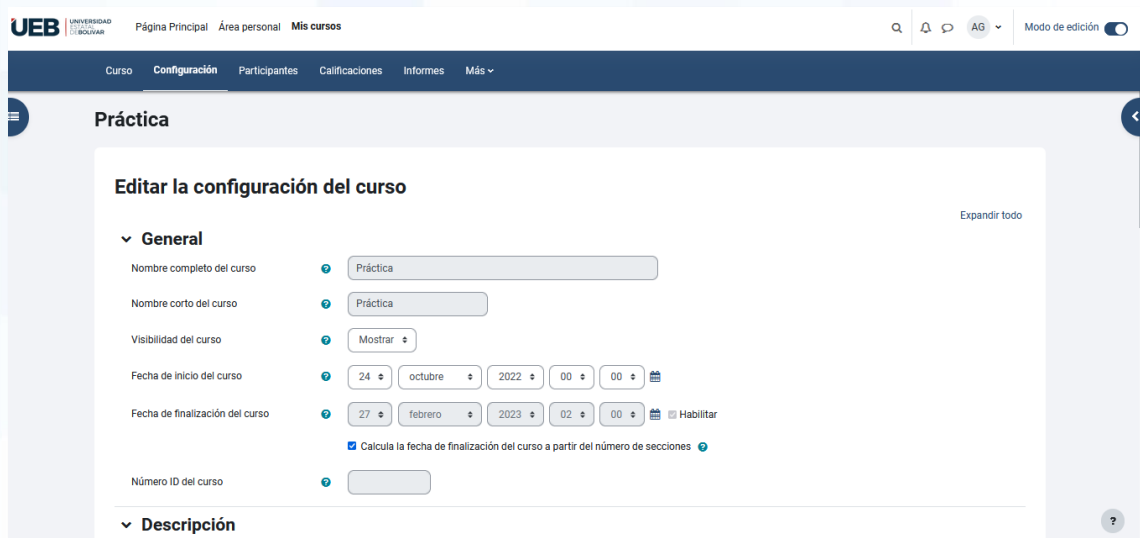 UEB UNIVERSIDAD ESTATAL DE BOLÍVAR Página Principal Área personal Mis cursos AG Modo de edición
Curso Configuración Participantes Calificaciones Informes Más
Práctica
Editar la configuración del curso
Expandir todo
General
Nombre completo del curso ? Práctica
Nombre corto del curso ? Práctica
Visibilidad del curso ? Mostrar
Fecha de inicio del curso ? 24 octubre 2022 00 00
Fecha de finalización del curso ? 27 febrero 2023 02 00 Habilitar
Calcula la fecha de finalización del curso a partir del número de secciones ?
Número ID del curso ?
Descripción
?